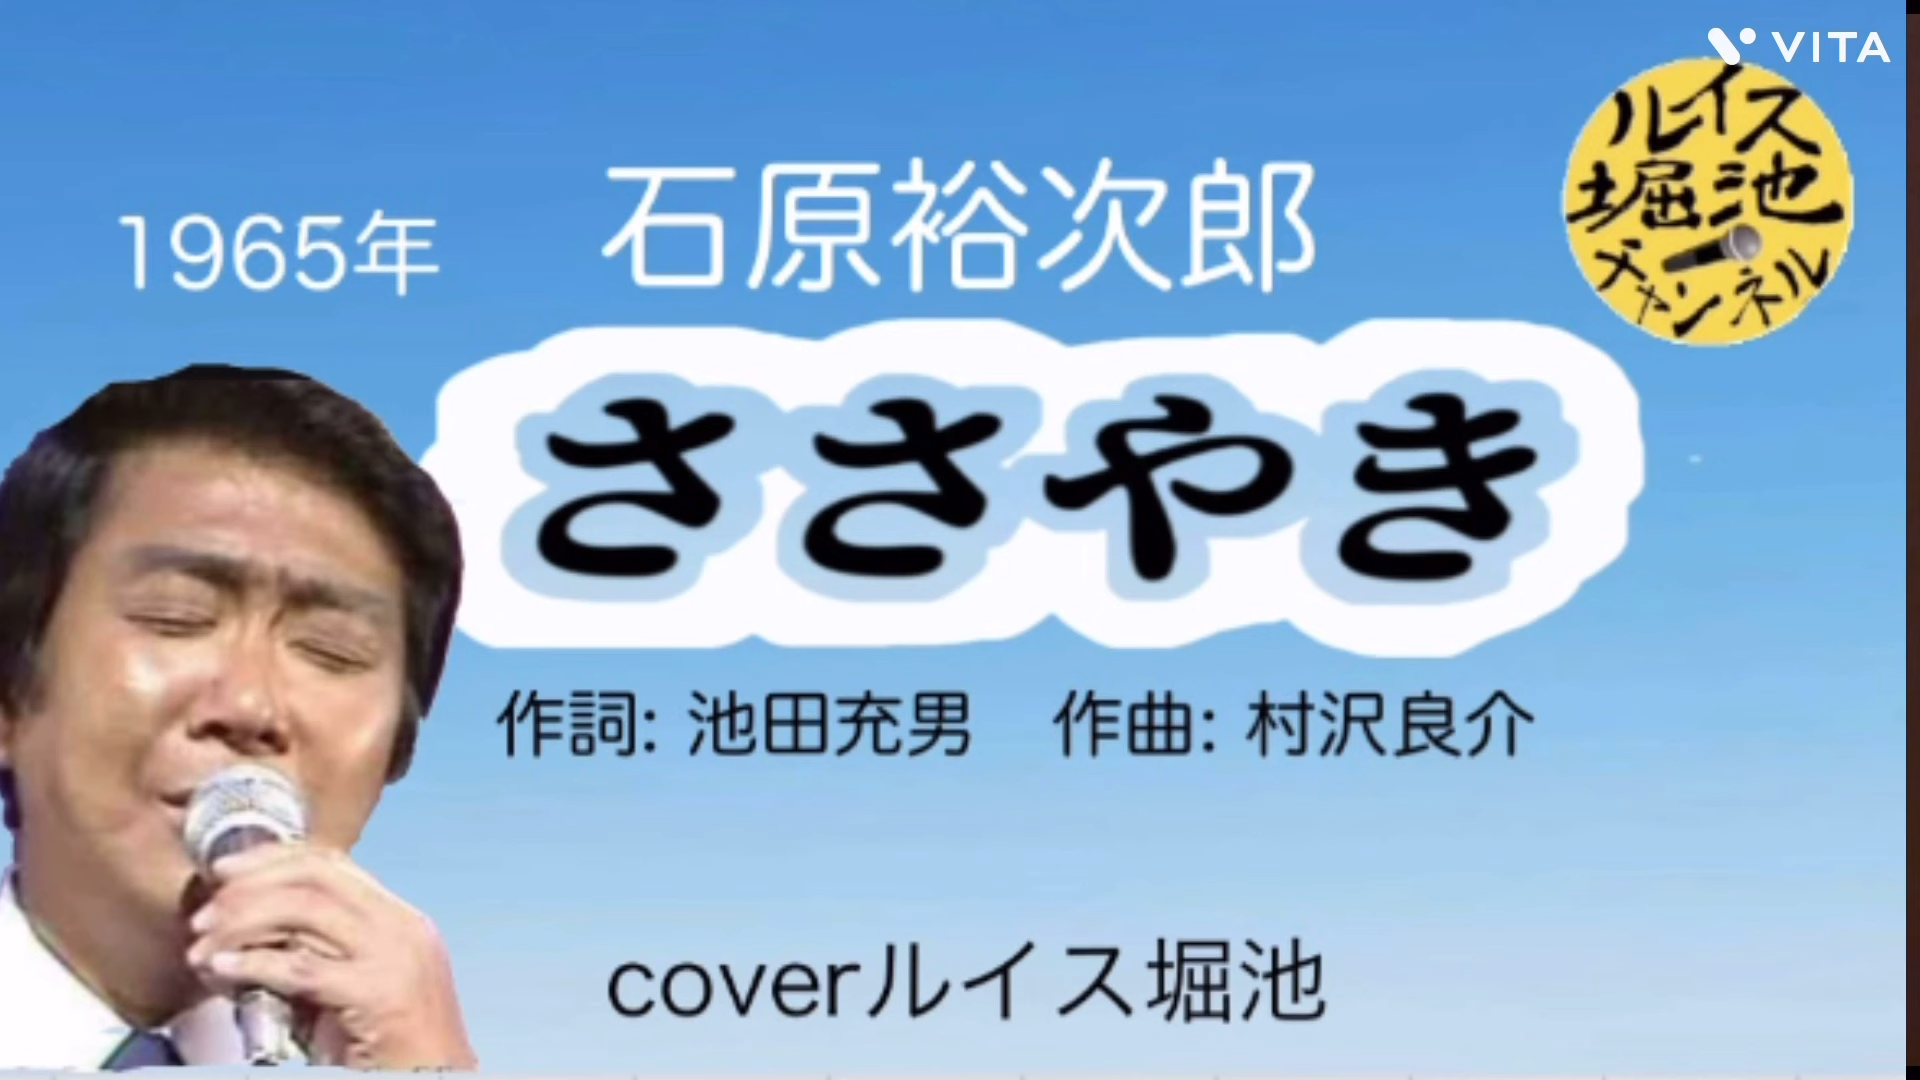 VITA
ルイス
堀池
チャンネル
1965年 石原裕次郎
ささやき
作詞: 池田充男 作曲: 村沢良介
coverルイス堀池